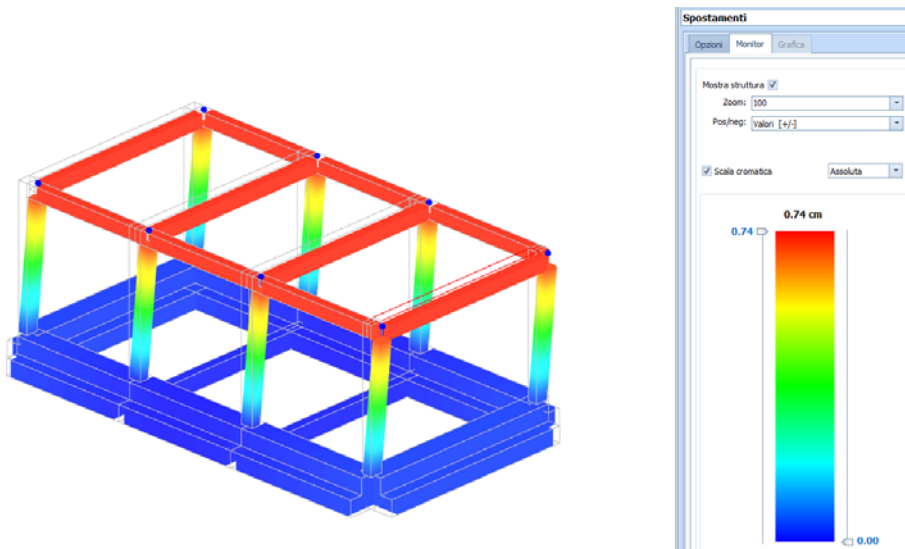 Spostamenti
Opzioni Monitor Grafica
Mostra struttura
Zoom: 100
Pos/neg: Valori [+/-]
Scala cromatica Assoluta
0.74 cm
0.74
0.00